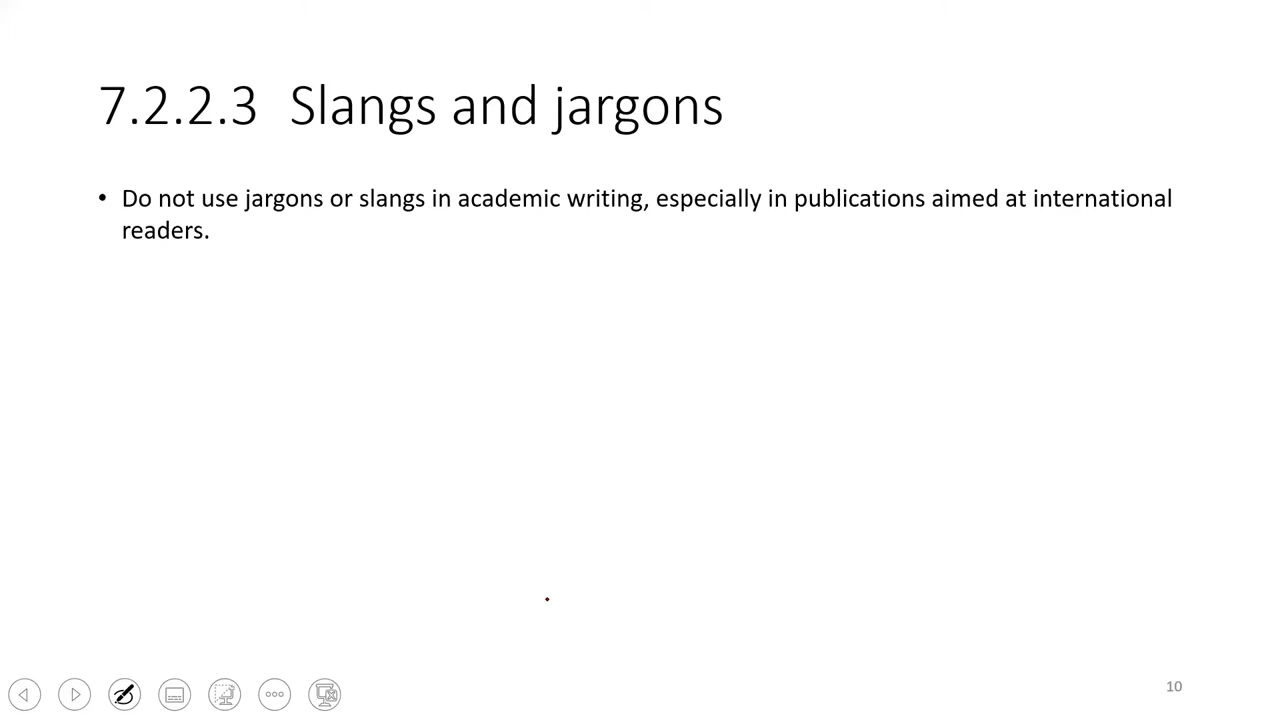 7.2.2.3 Slangs and jargons
• Do not use jargons or slangs in academic writing, especially in publications aimed at international
readers.
10